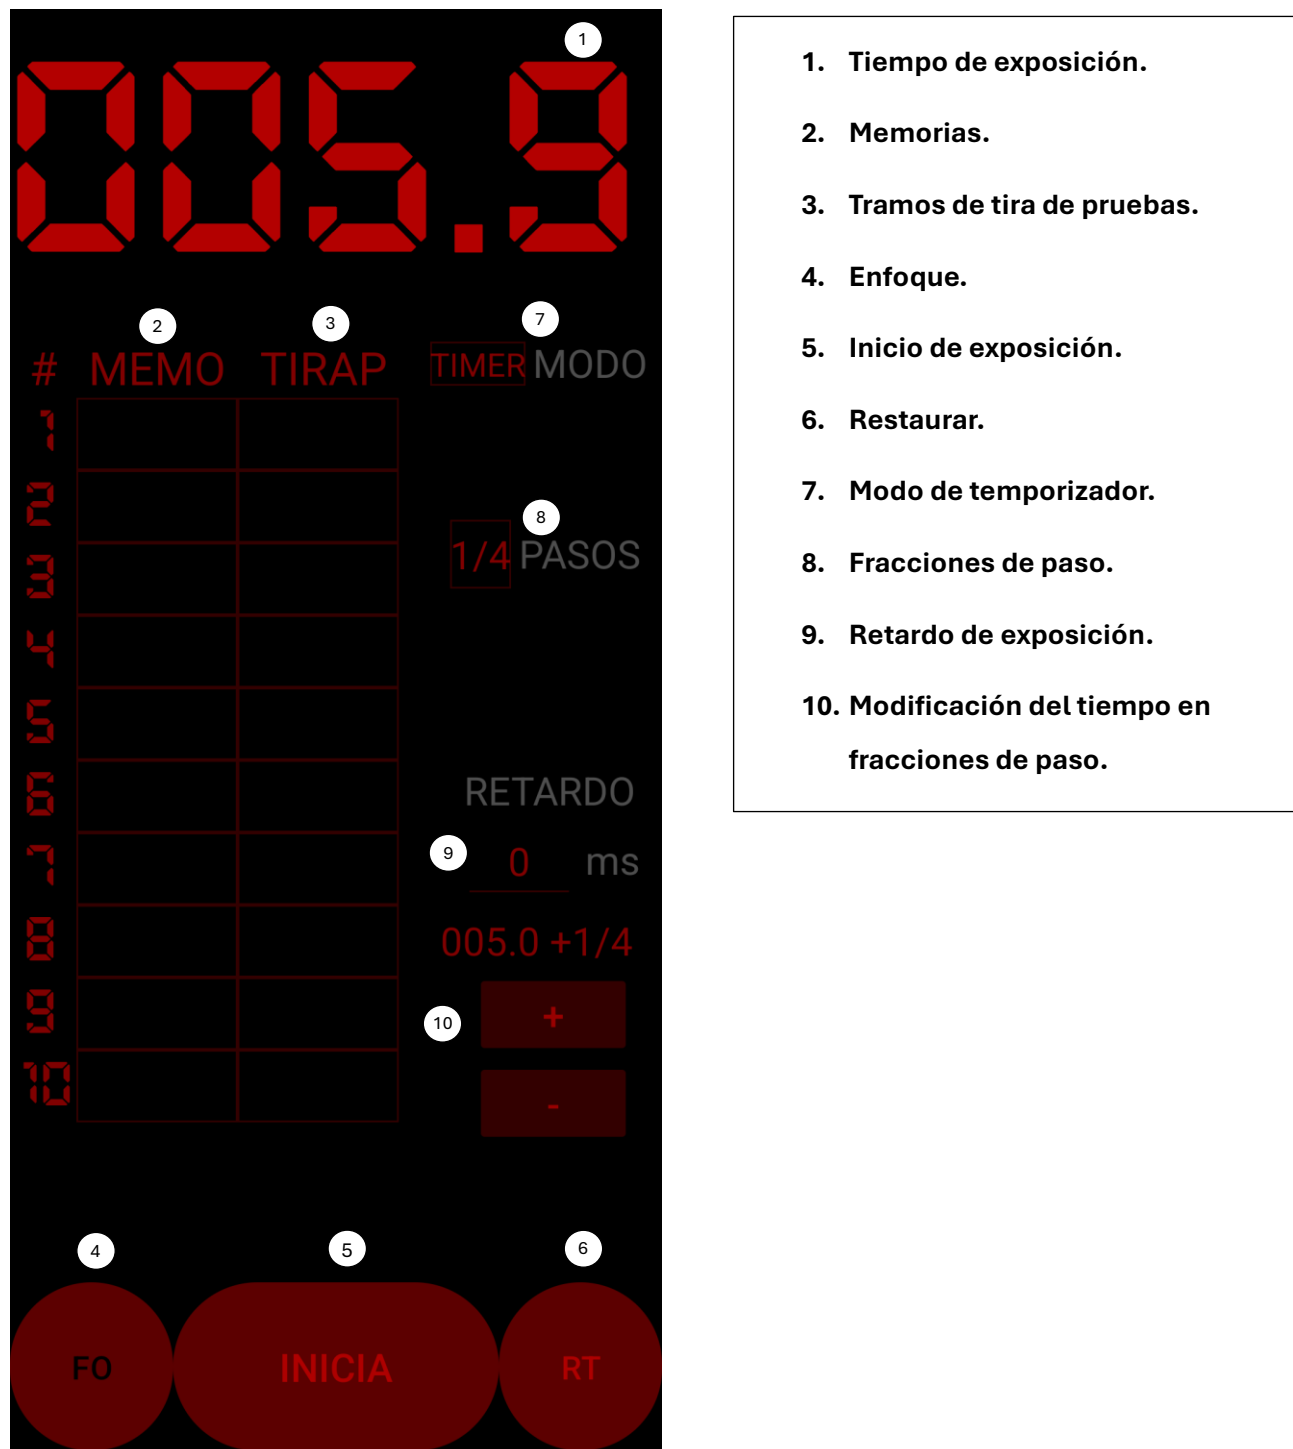 1
005.9
2
3
7
# MEMO TIRAP TIMER MODO
1
2
8
1/4 PASOS
3
4
5
6
RETARDO
7
9
0 ms
8
005.0 +1/4
9
10
+
10
-
4
5
6
FO
INICIA
RT
1. Tiempo de exposición.
2. Memorias.
3. Tramos de tira de pruebas.
4. Enfoque.
5. Inicio de exposición.
6. Restaurar.
7. Modo de temporizador.
8. Fracciones de paso.
9. Retardo de exposición.
10. Modificación del tiempo en
fracciones de paso.